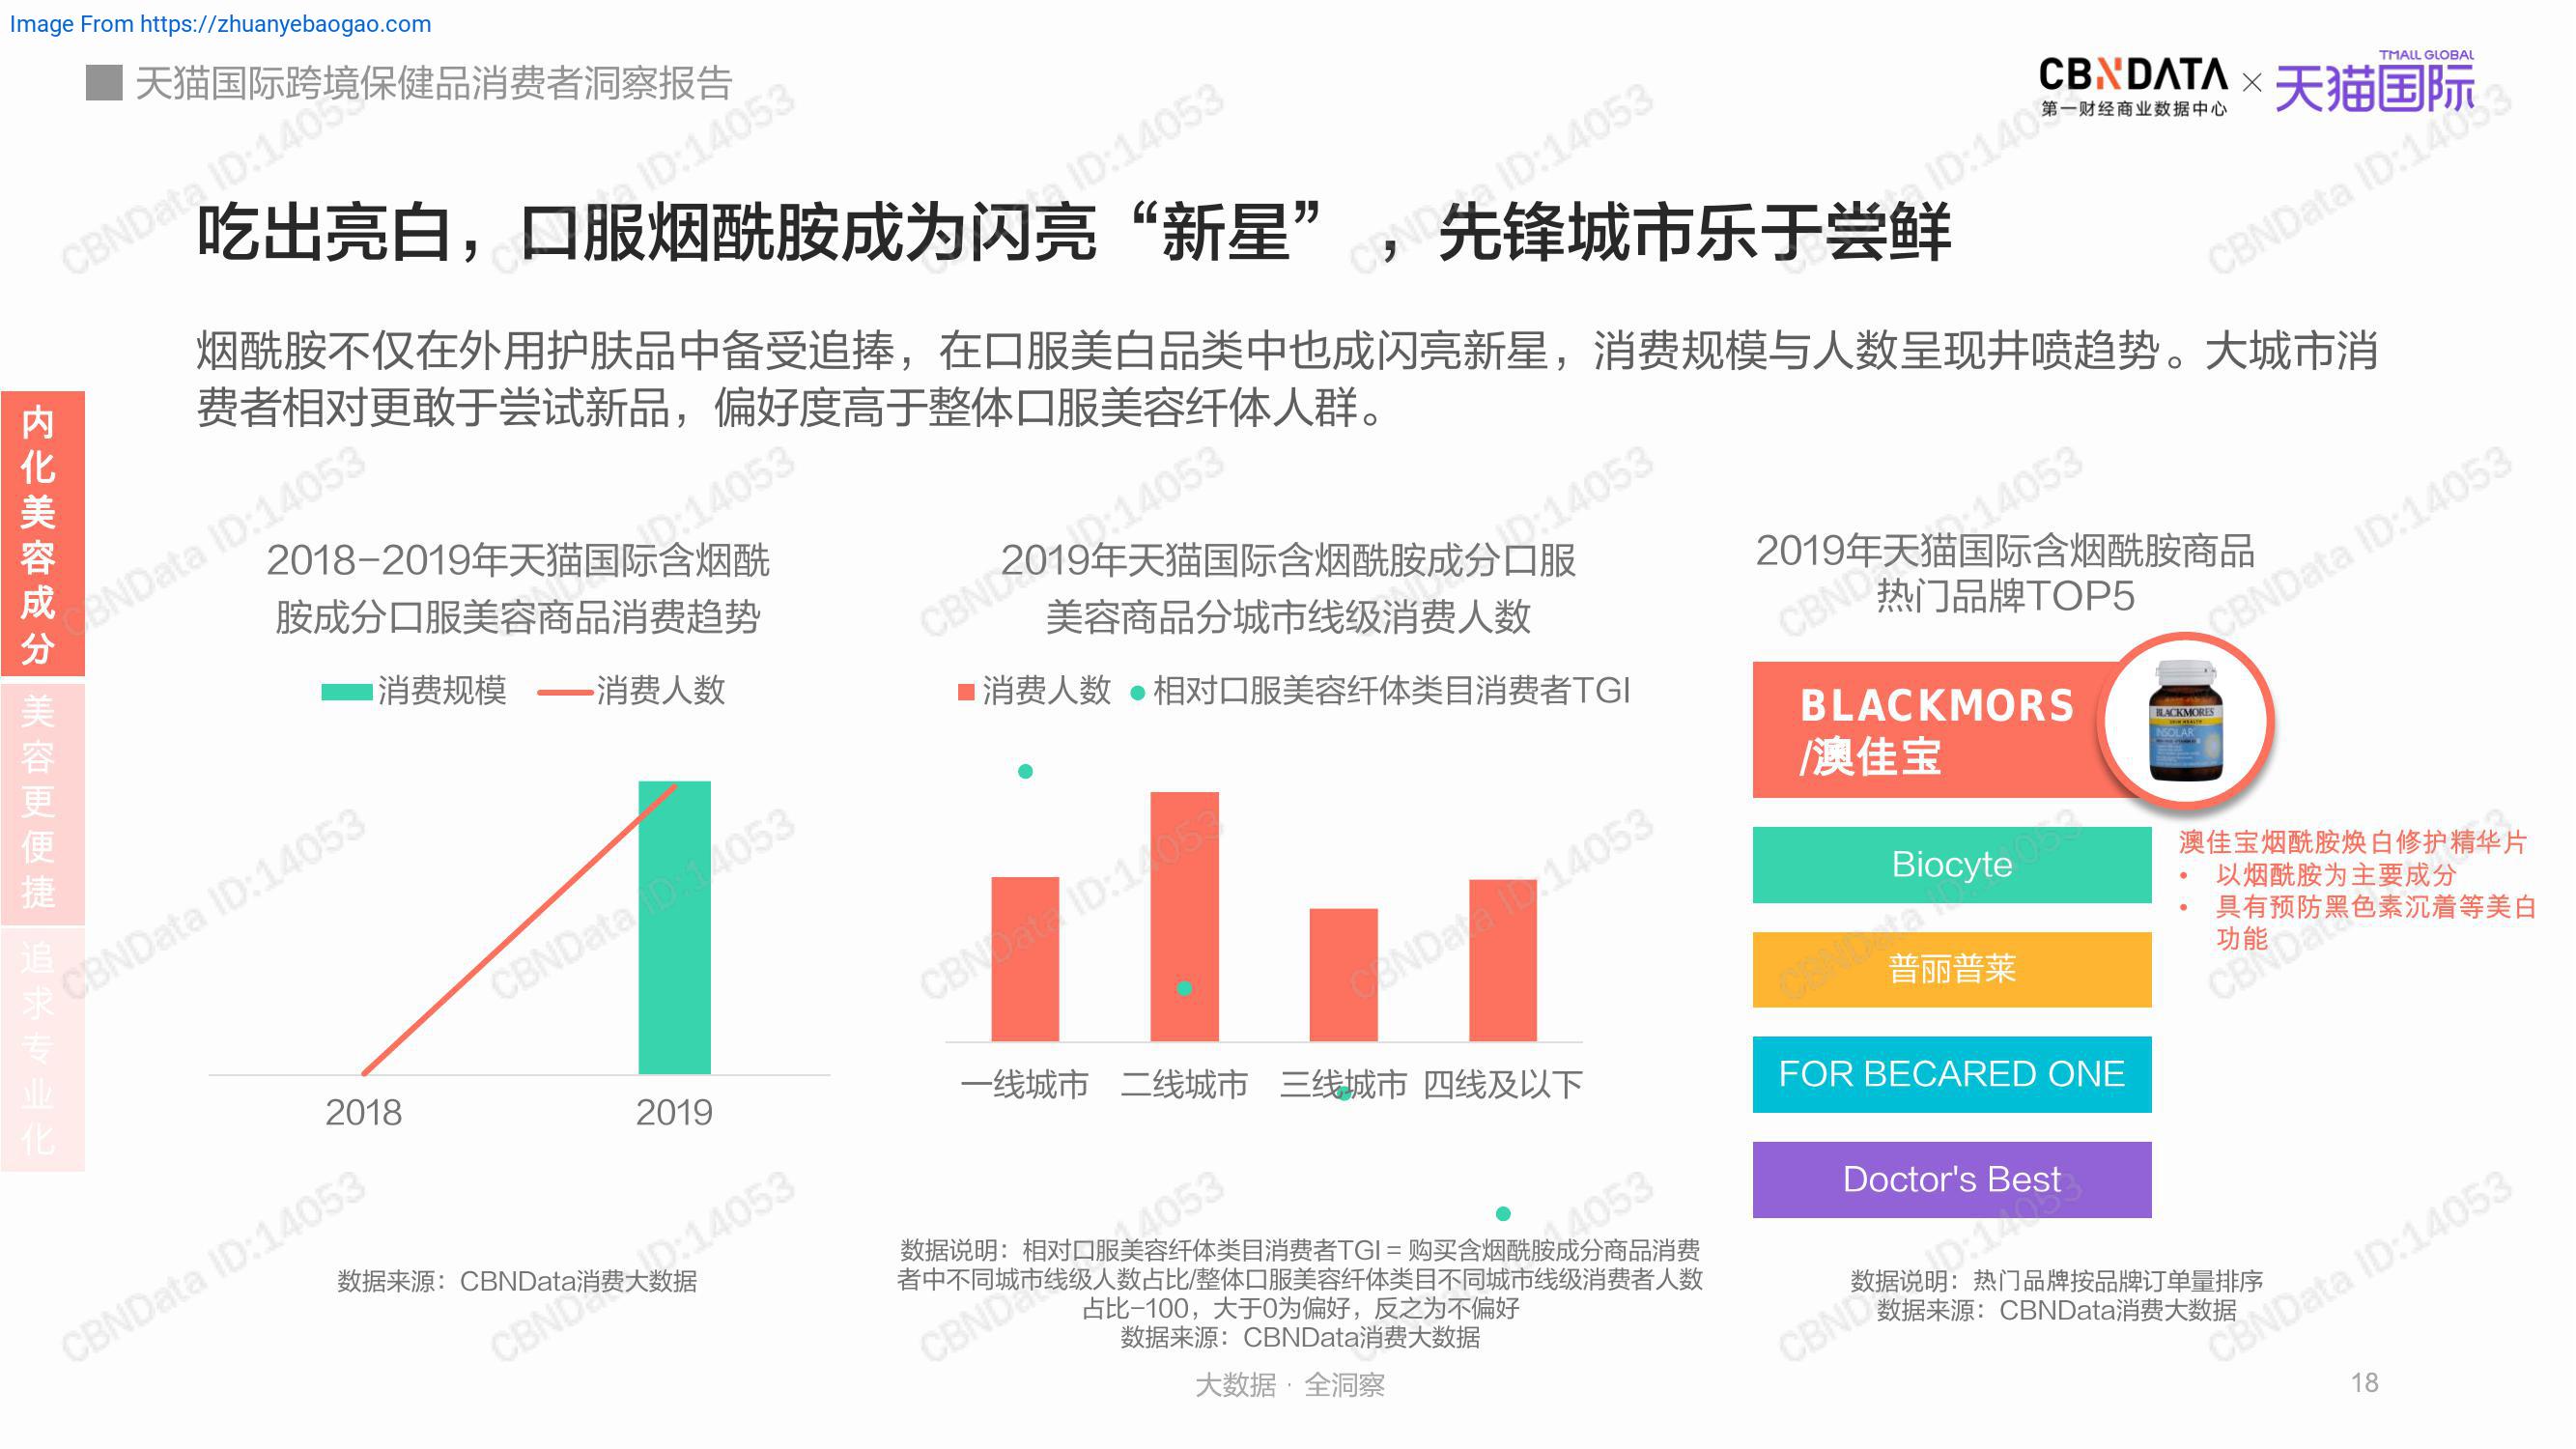 Image From https://zhuanyebaogao.com
天猫国际跨境保健品消费者洞察报告
CBNDATA
第一财经商业数据中心
×
TMALL GLOBAL
天猫国际
吃出亮白，口服烟酰胺成为闪亮“新星”，先锋城市乐于尝鲜
烟酰胺不仅在外用护肤品中备受追捧，在口服美白品类中也成闪亮新星，消费规模与人数呈现井喷趋势。大城市消
费者相对更敢于尝试新品，偏好度高于整体口服美容纤体人群。
内化美容成分
美容更便捷
追求专业化
2018-2019年天猫国际含烟酰
胺成分口服美容商品消费趋势
消费规模 消费人数
2018 2019
数据来源：CBNData消费大数据
2019年天猫国际含烟酰胺成分口服
美容商品分城市线级消费人数
消费人数 相对口服美容纤体类目消费者TGI
一线城市 二线城市 三线城市 四线及以下
数据说明：相对口服美容纤体类目消费者TGI = 购买含烟酰胺成分商品消费
者中不同城市线级人数占比/整体口服美容纤体类目不同城市线级消费者人数
占比-100，大于0为偏好，反之为不偏好
数据来源：CBNData消费大数据
2019年天猫国际含烟酰胺商品
热门品牌TOP5
BLACKMORS
/澳佳宝
BLACKMORES
INSOLAR
Biocyte
普丽普莱
FOR BECARED ONE
Doctor's Best
澳佳宝烟酰胺焕白修护精华片
• 以烟酰胺为主要成分
• 具有预防黑色素沉着等美白
功能
数据说明：热门品牌按品牌订单量排序
数据来源：CBNData消费大数据
大数据 · 全洞察
18
CBNData ID:14053